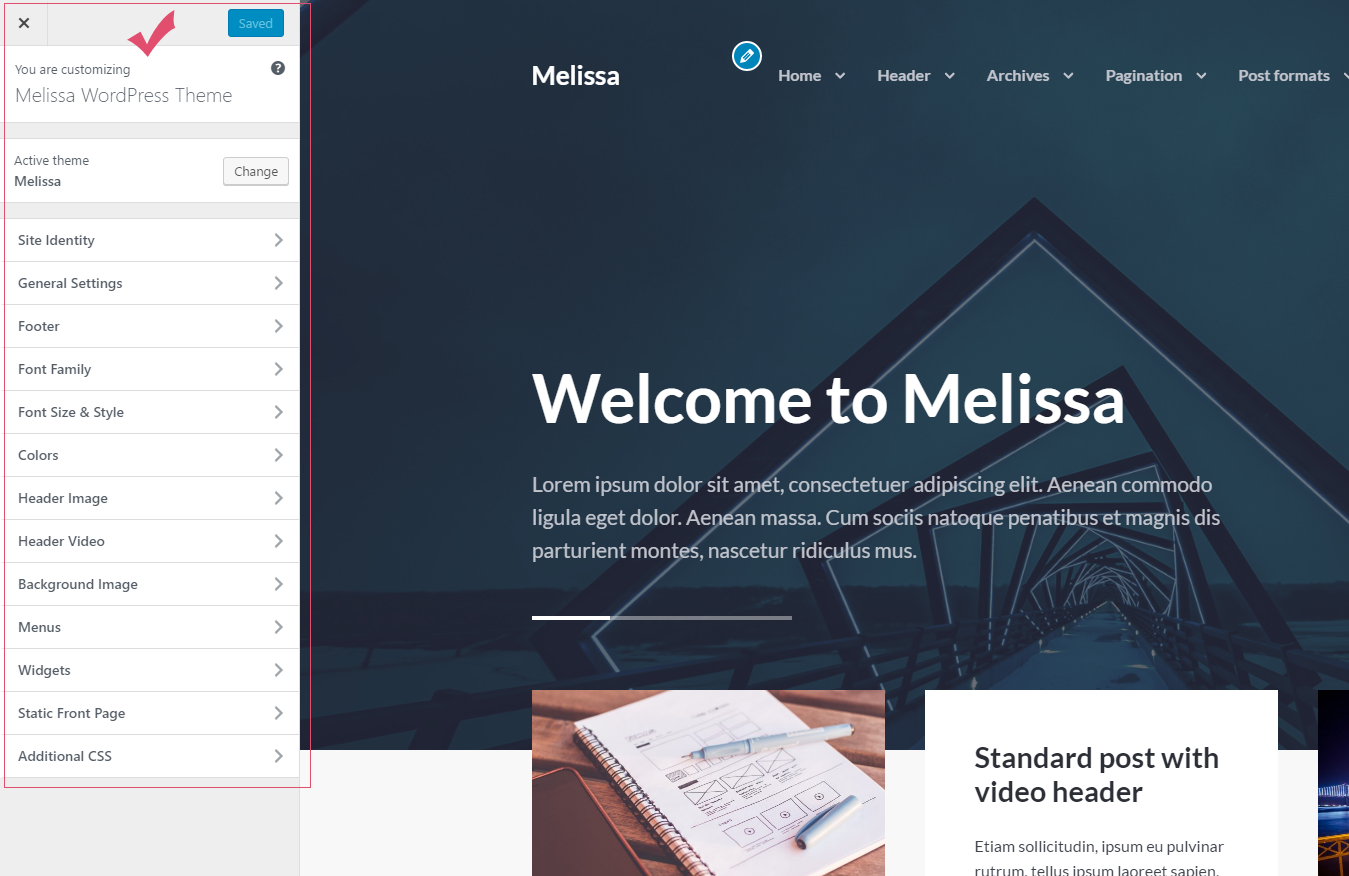 Saved
You are customizing
Melissa WordPress Theme
Active theme
Melissa
Change
Site Identity
General Settings
Footer
Font Family
Font Size & Style
Colors
Header Image
Header Video
Background Image
Menus
Widgets
Static Front Page
Additional CSS
Melissa
Home Header Archives Pagination Post formats
Welcome to Melissa
Lorem ipsum dolor sit amet, consectetuer adipiscing elit. Aenean commodo
ligula eget dolor. Aenean massa. Cum sociis natoque penatibus et magnis dis
parturient montes, nascetur ridiculus mus.
Standard post with
video header
Etiam sollicitudin, ipsum eu pulvinar
rutrum, tellus ipsum laoreet sapien,